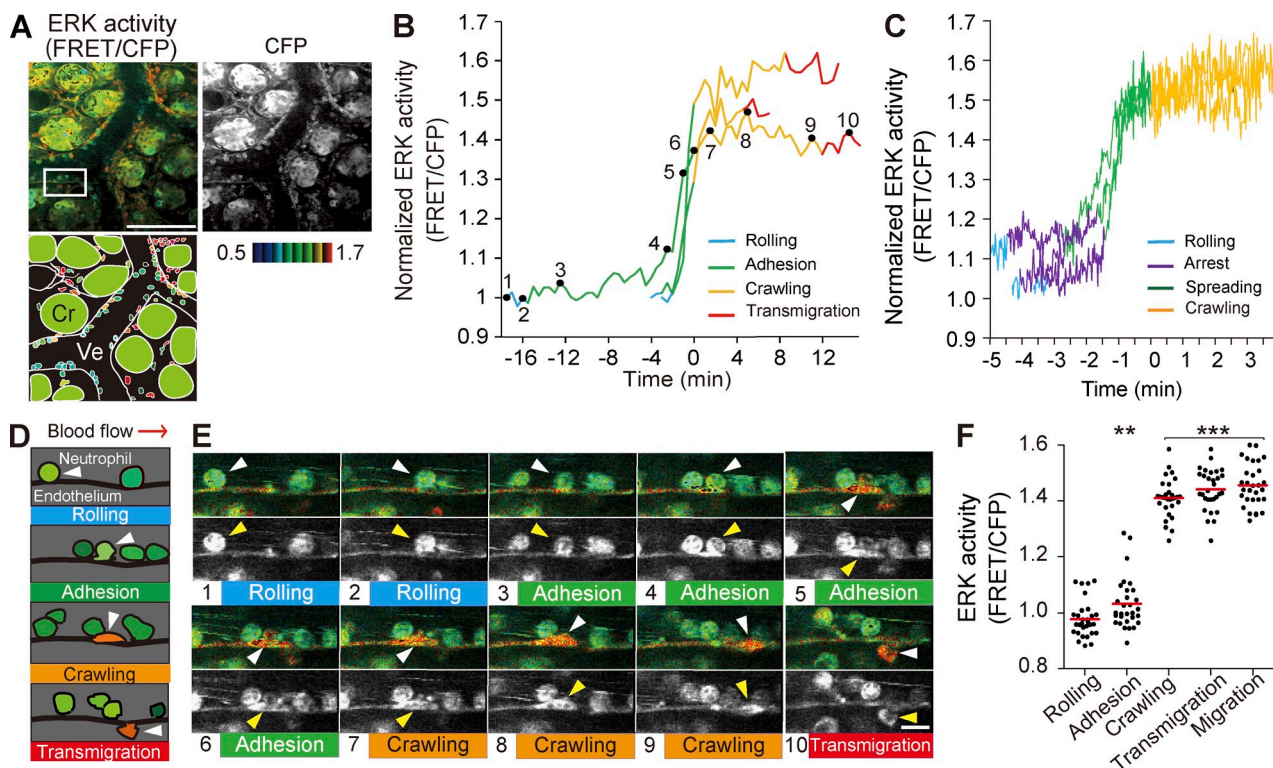 A
ERK activity
(FRET/CFP)
CFP
0.5
1.7
Cr
Ve
B
Normalized ERK activity
(FRET/CFP)
1.7
1.6
1.5
1.4
1.3
1.2
1.1
1
0.9
1
2
3
4
5
6
7
8
9
10
Rolling
Adhesion
Crawling
Transmigration
-16
-12
-8
-4
0
4
8
12
Time (min)
C
Normalized ERK activity
(FRET/CFP)
1.7
1.6
1.5
1.4
1.3
1.2
1.1
1.0
0.9
Rolling
Arrest
Spreading
Crawling
-5
-4
-3
-2
-1
0
1
2
3
Time (min)
D
Blood flow
Neutrophil
Endothelium
Rolling
Adhesion
Crawling
Transmigration
E
1 Rolling
2 Rolling
3 Adhesion
4 Adhesion
5 Adhesion
6 Adhesion
7 Crawling
8 Crawling
9 Crawling
10 Transmigration
F
** ***
ERK activity
(FRET/CFP)
1.6
1.4
1.2
1.0
0.8
Rolling
Adhesion
Crawling
Transmigration
Migration